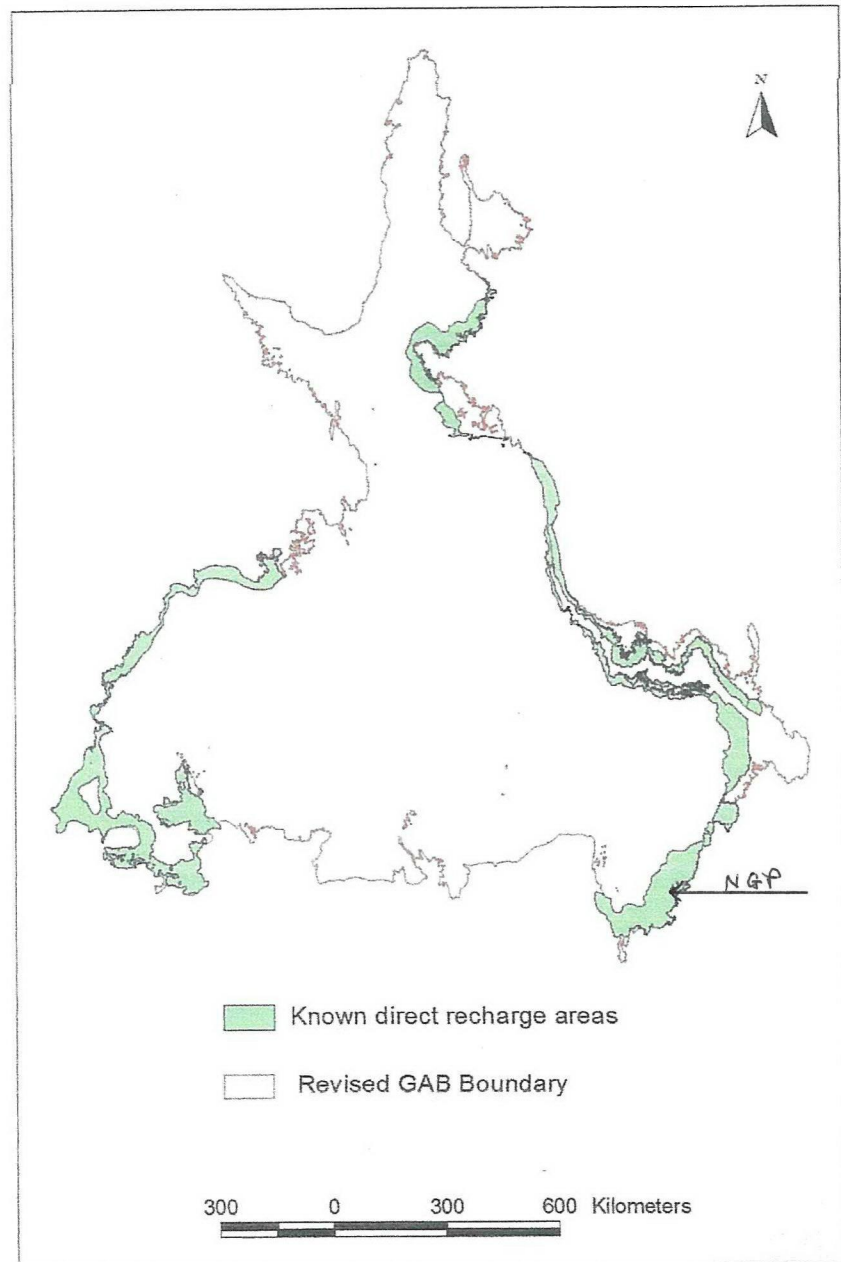 N
NGP
Known direct recharge areas
Revised GAB Boundary
300 0 300 600 Kilometers